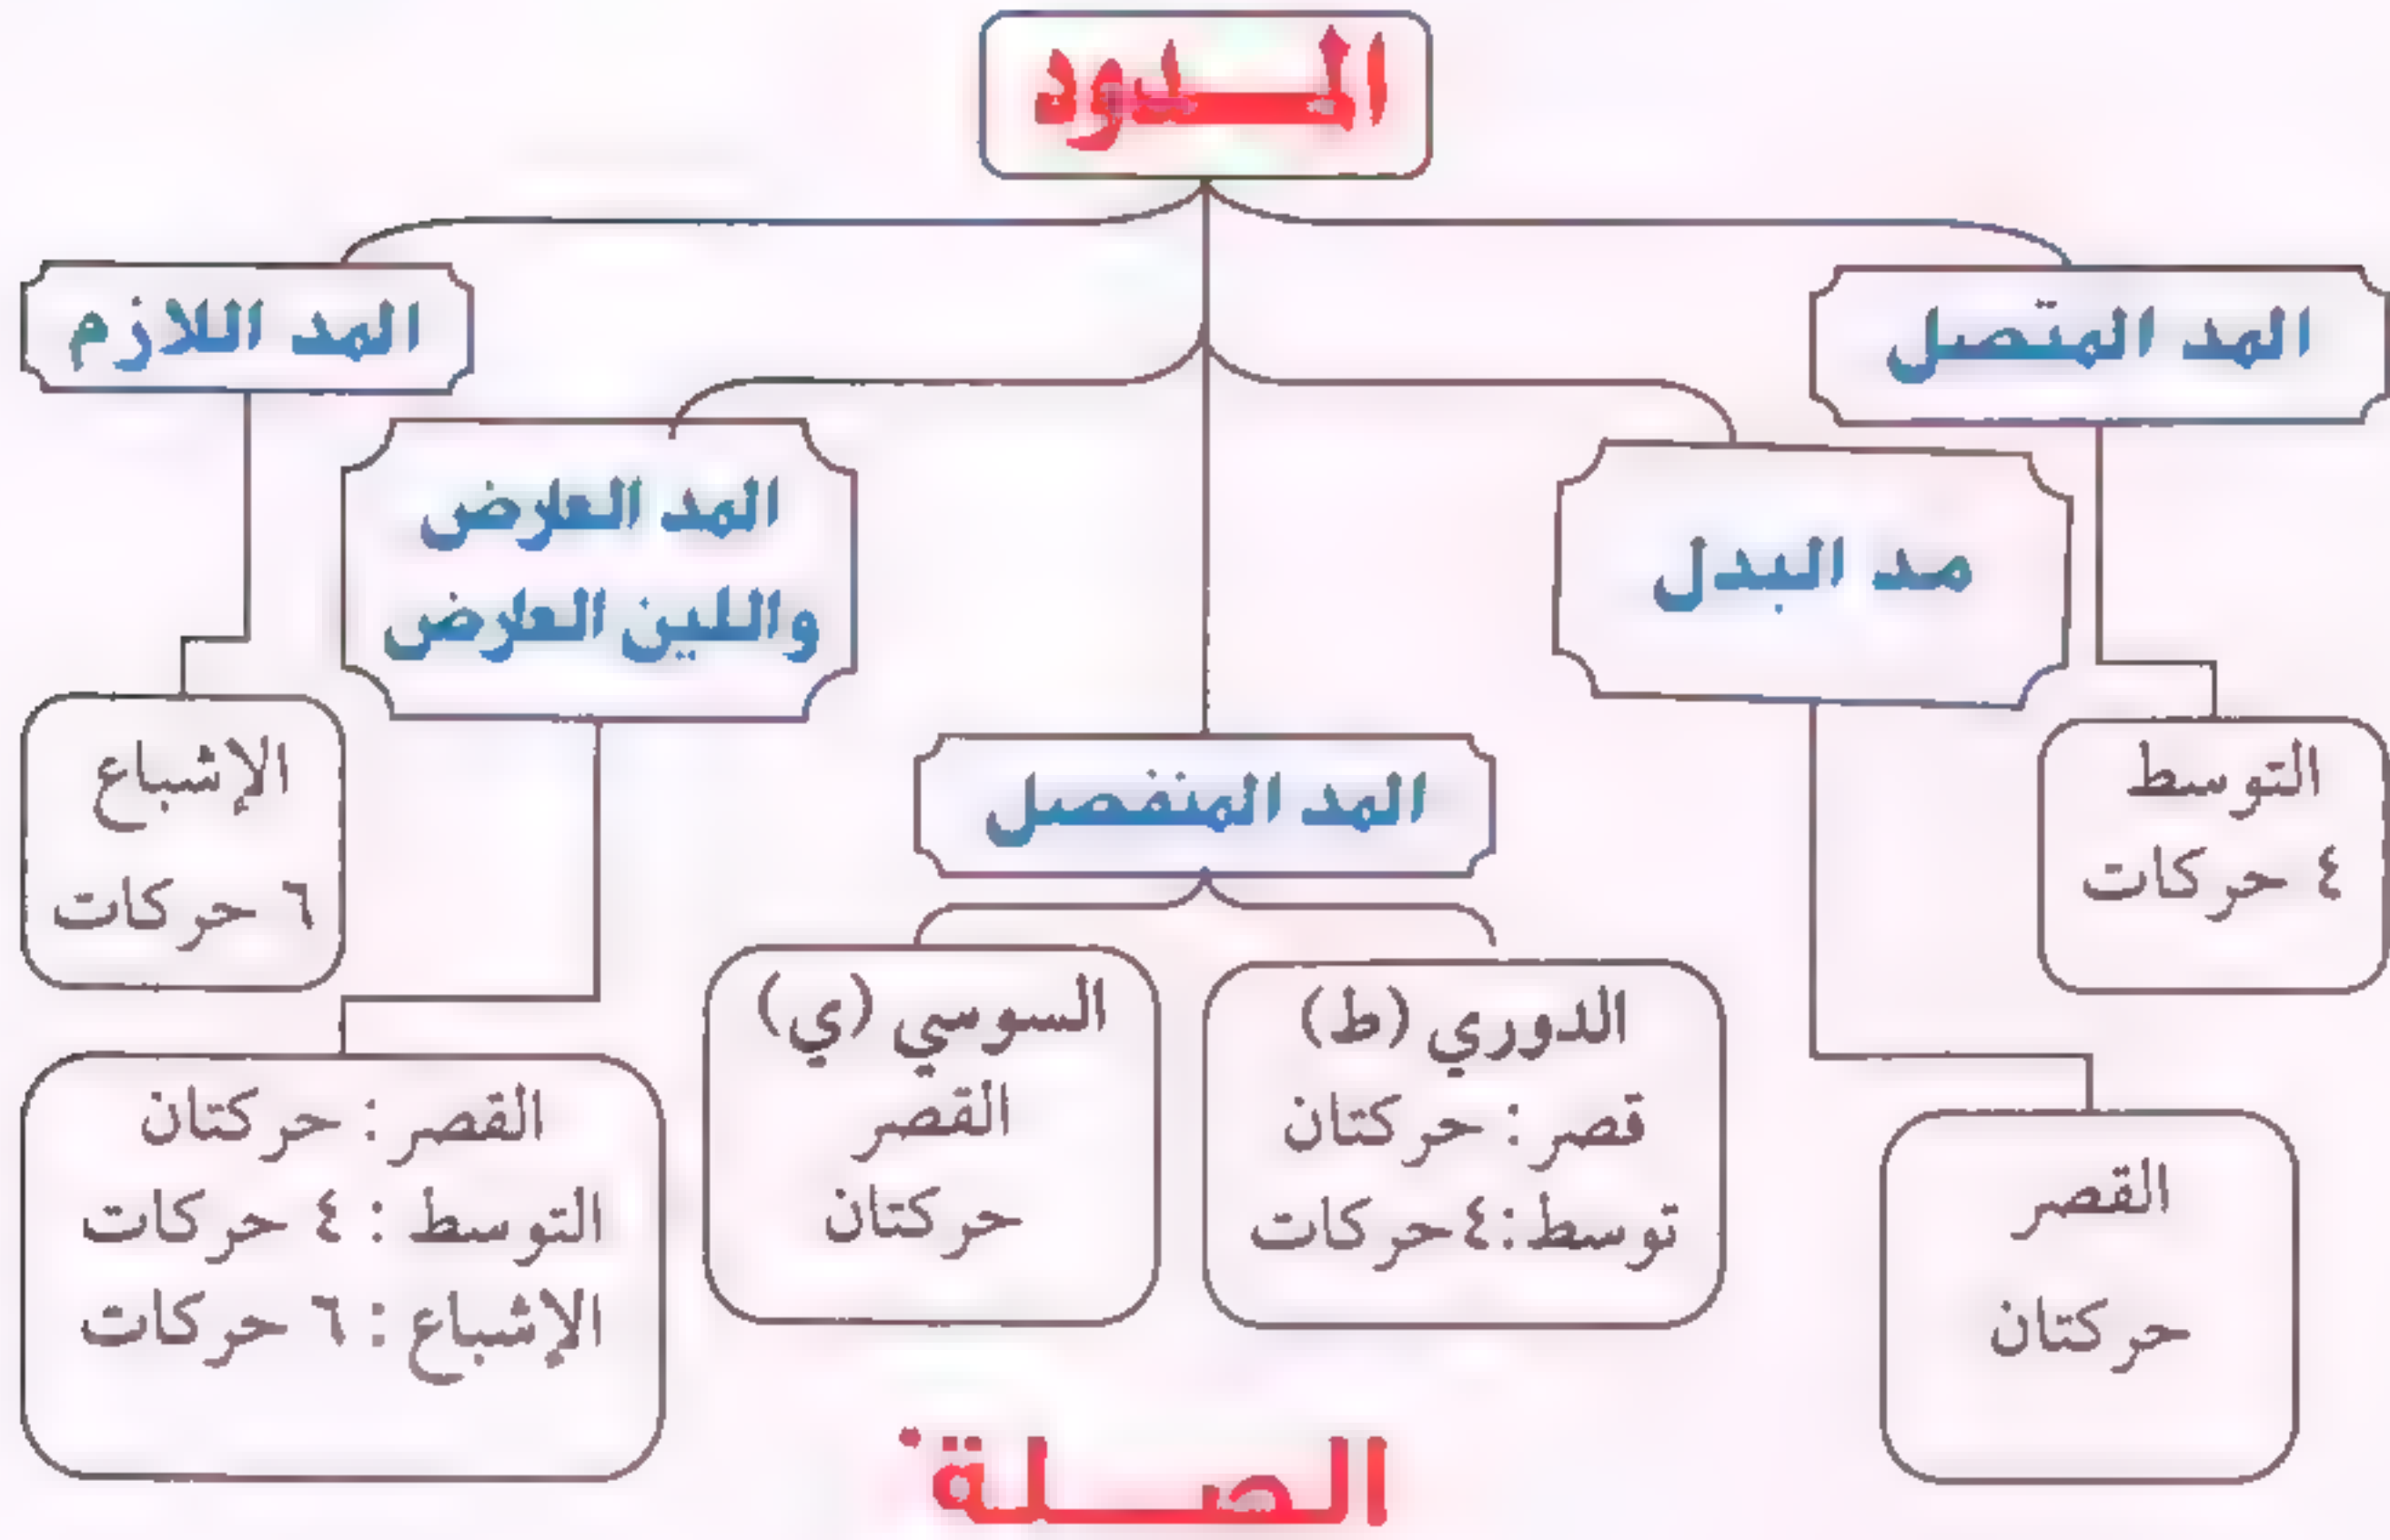 المـــدود
المد المتصل
المد اللازم
مد البدل
المد العارض
واللين العارض
المد المنفصل
التوسط
٤ حركات
الإشباع
٦ حركات
الدوري (ط)
قصر : حركتان
توسط :٤حركات
السوسي (ي)
القصر
حركتان
القصر
حركتان
القصر : حركتان
التوسط : ٤ حركات
الإشباع : ٦ حركات
الصـــلة